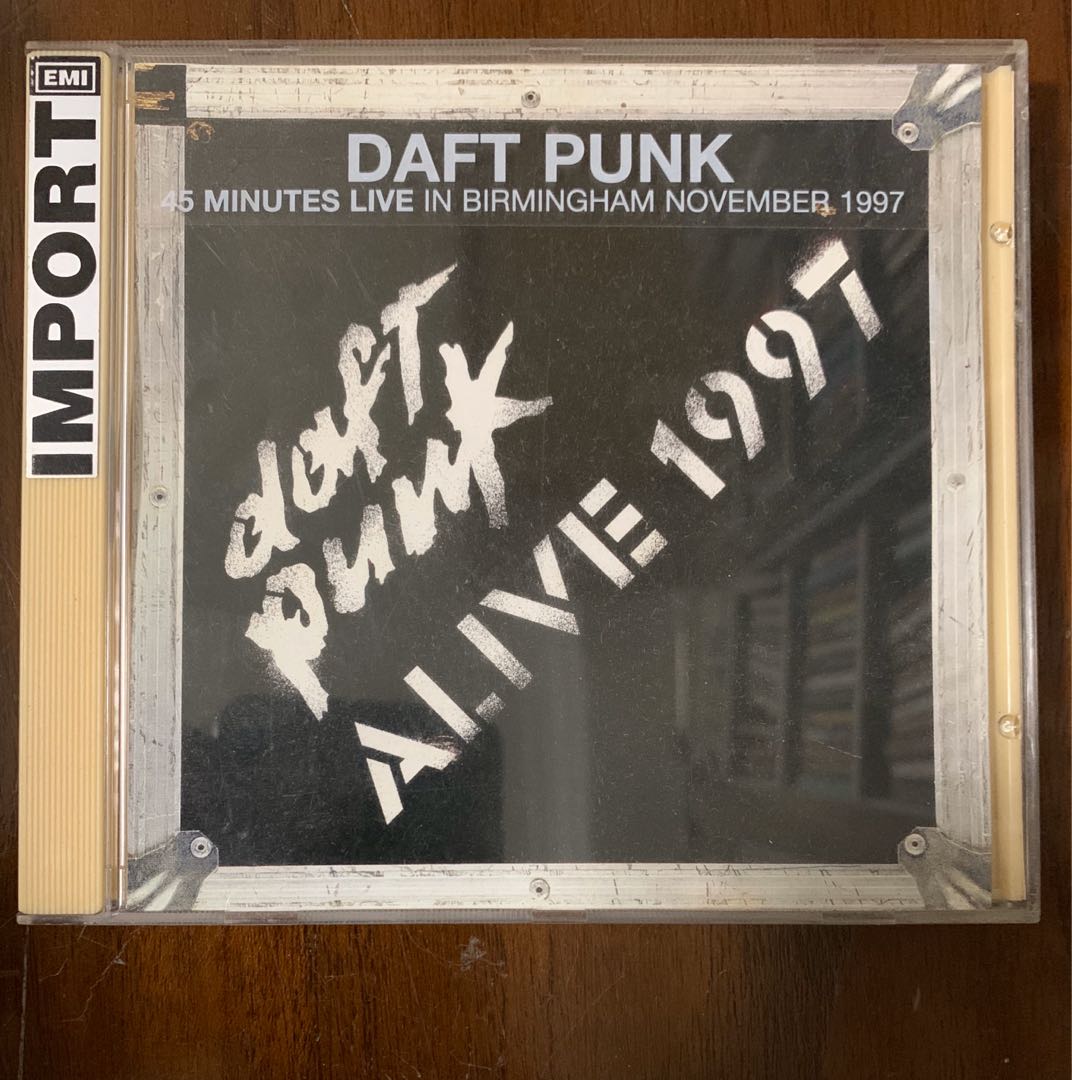 EMI
IMPORT
DAFT PUNK
45 MINUTES LIVE IN BIRMINGHAM NOVEMBER 1997
daft
punk
ALIVE 1997